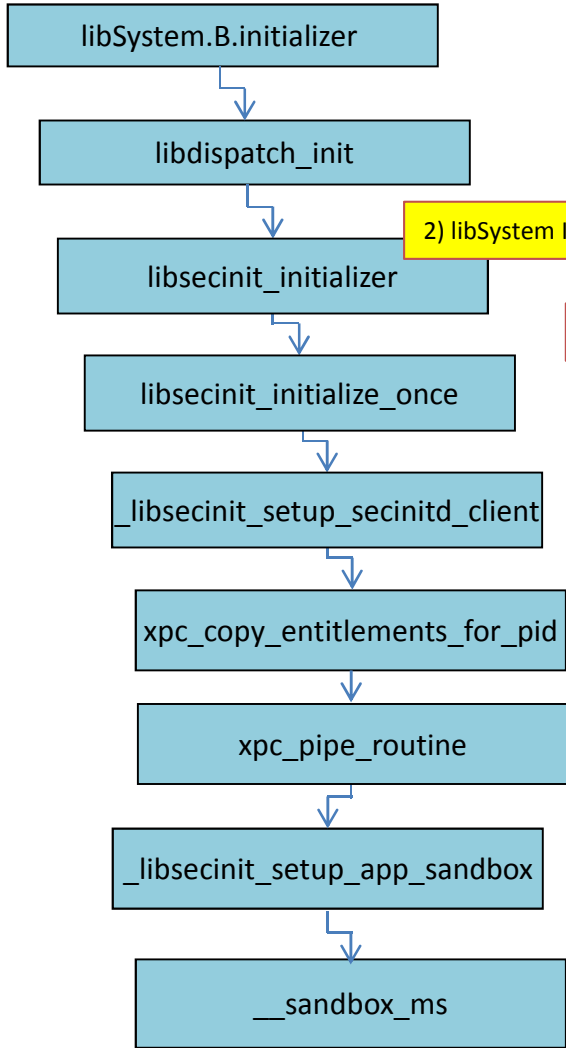 libSystem.B.initializer
libdispatch_init
2) libSystem
libsecinit_initializer
libsecinit_initialize_once
_libsecinit_setup_secinitd_client
xpc_copy_entitlements_for_pid
xpc_pipe_routine
_libsecinit_setup_app_sandbox
__sandbox_ms